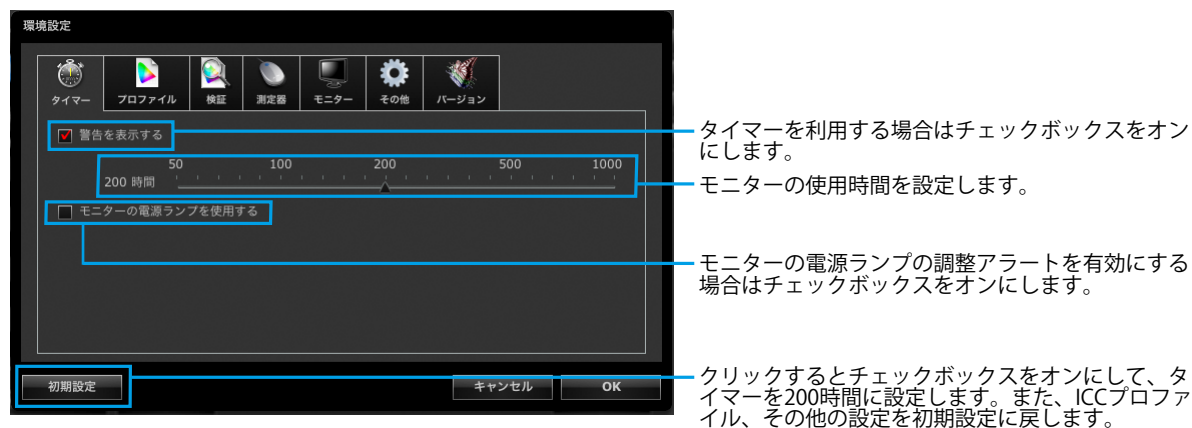 環境設定
タイマー プロファイル 検証 測定器 モニター その他 バージョン
警告を表示する
50 100 200 500 1000
200 時間
モニターの電源ランプを使用する
初期設定 キャンセル OK
タイマーを利用する場合はチェックボックスをオン
にします。
モニターの使用時間を設定します。
モニターの電源ランプの調整アラートを有効にする
場合はチェックボックスをオンにします。
クリックするとチェックボックスをオンにして、タ
イマーを200時間に設定します。また、ICCプロファ
イル、その他の設定を初期設定に戻します。